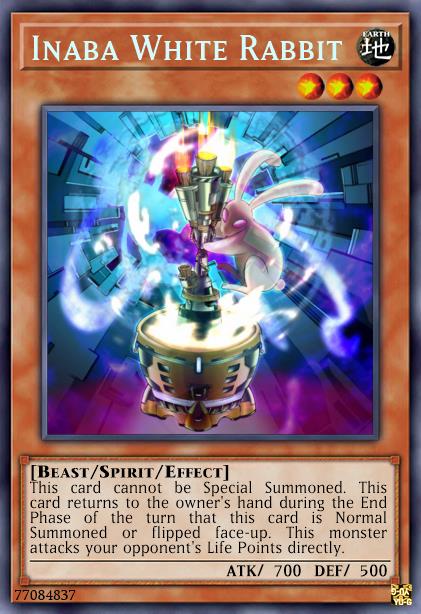 INABA WHITE RABBIT
EARTH
地
[BEAST/SPIRIT/EFFECT]
This card cannot be Special Summoned. This
card returns to the owner's hand during the End
Phase of the turn that this card is Normal
Summoned or flipped face-up. This monster
attacks your opponent's Life Points directly.
ATK/ 700 DEF/ 500
77084837